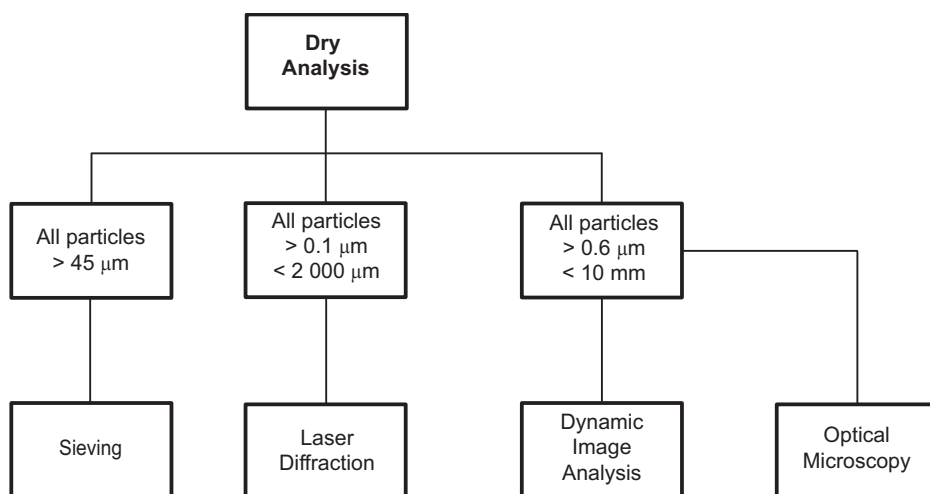 Dry
Analysis
All particles
> 45 μm
All particles
> 0.1 μm
< 2 000 μm
All particles
> 0.6 μm
< 10 mm
Sieving
Laser
Diffraction
Dynamic
Image
Analysis
Optical
Microscopy